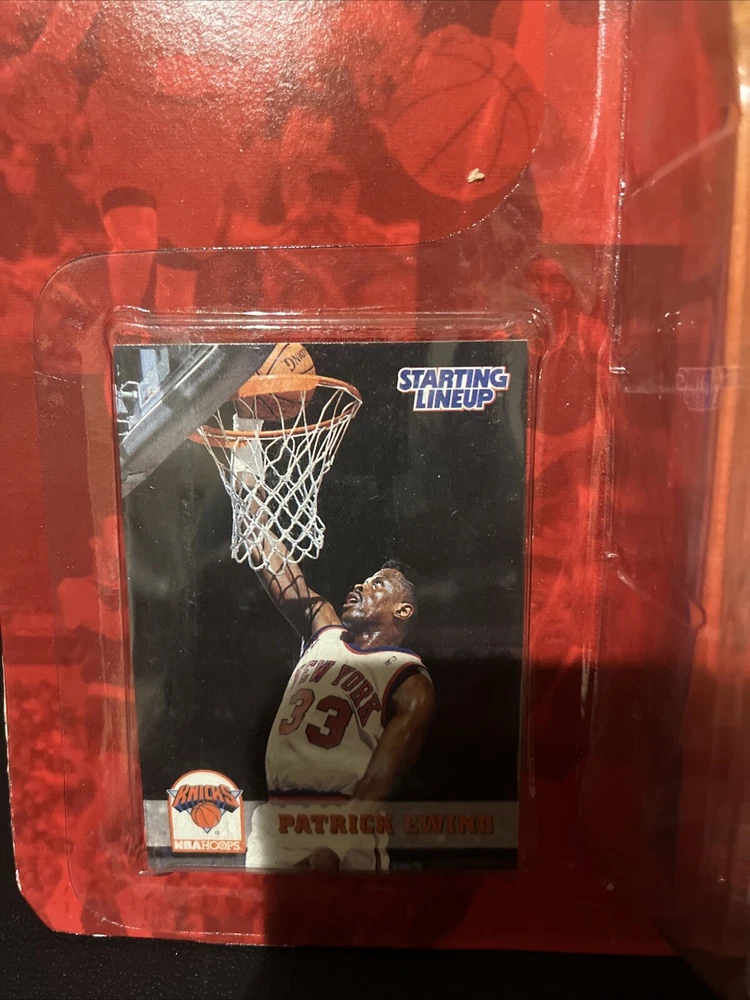 STARTING
LINEUP
NEW YORK
33
KNICKS
NBA HOOPS
PATRICK EWING